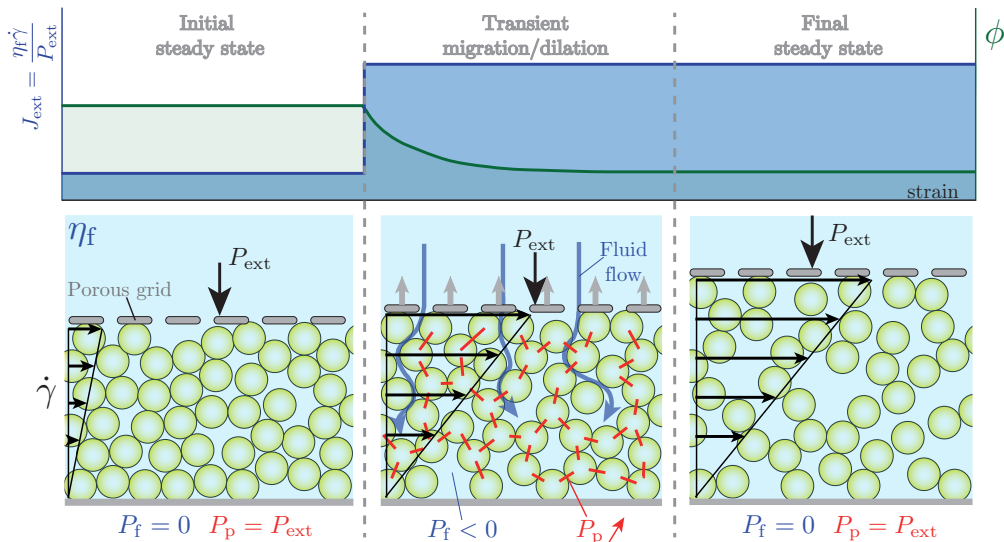 Initial
steady state
Transient
migration/dilation
Final
steady state
J_ext = η_f γ̇ / P_ext
ϕ
strain
η_f
P_ext
Porous grid
γ̇
P_f = 0 P_p = P_ext
P_ext
Fluid
flow
P_f < 0 P_p ↗
P_ext
P_f = 0 P_p = P_ext